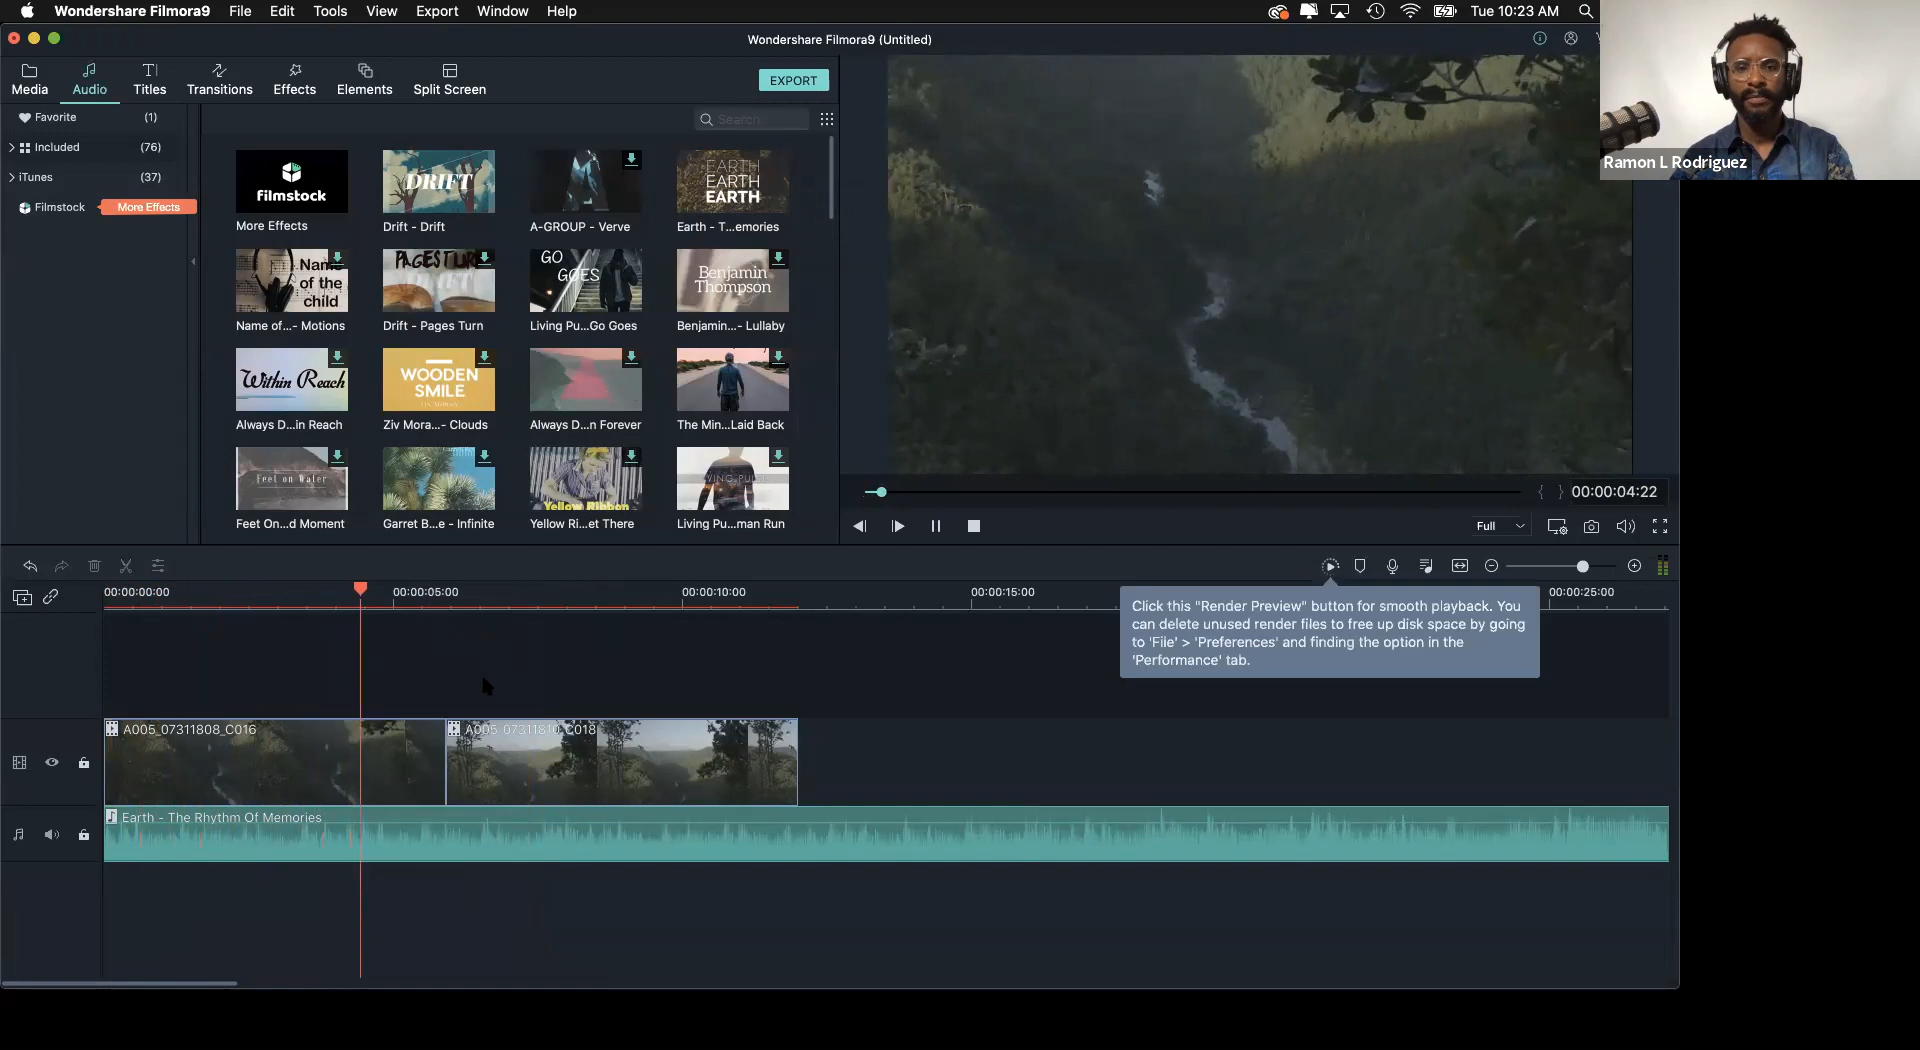 Wondershare Filmora9 File Edit Tools View Export Window Help
Tue 10:23 AM
Wondershare Filmora9 (Untitled)
Media Audio Titles Transitions Effects Elements Split Screen
EXPORT
Favorite (1)
Included (76)
iTunes (37)
Filmstock More Effects
Search
filmstock
DRIFT
EARTH
EARTH
EARTH
More Effects
Drift - Drift
A-GROUP - Verve
Earth - T...emories
Name
of the
child
PAGES TURN
GO
GOES
Benjamin
Thompson
Name of...- Motions
Drift - Pages Turn
Living Pu...Go Goes
Benjamin...- Lullaby
Within Reach
WOODEN
SMILE
Always D...in Reach
Ziv Mora...- Clouds
Always D...n Forever
The Min...Laid Back
Feet on Water
Yellow Ribbon
Feet On...d Moment
Garret B...e - Infinite
Yellow Ri...et There
Living Pu...man Run
Ramon L Rodriguez
{ } 00:00:04:22
Full
00:00:00:00 00:00:05:00 00:00:10:00 00:00:15:00 00:00:25:00
Click this "Render Preview" button for smooth playback. You
can delete unused render files to free up disk space by going
to 'File' > 'Preferences' and finding the option in the
'Performance' tab.
A005_07311808_C016
A005_07311810_C018
Earth - The Rhythm Of Memories